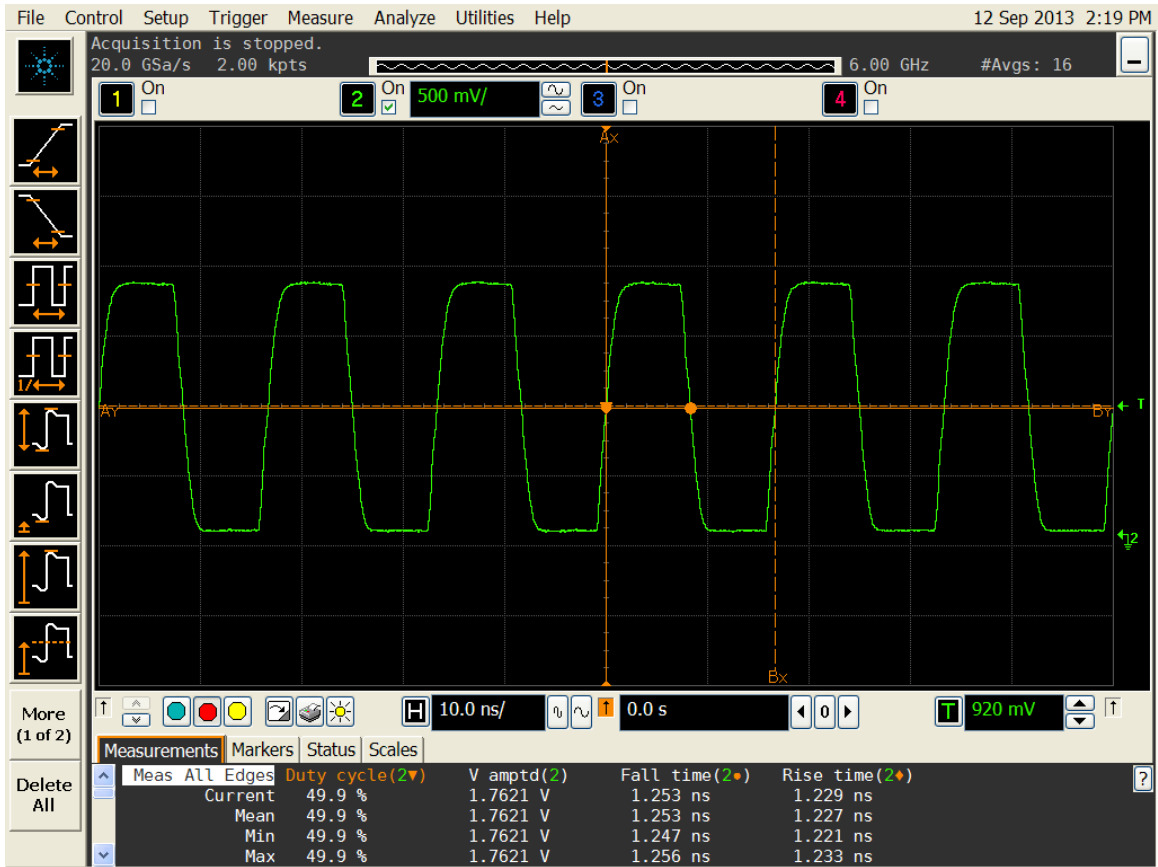 File Control Setup Trigger Measure Analyze Utilities Help 12 Sep 2013 2:19 PM
Acquisition is stopped.
20.0 GSa/s 2.00 kpts 6.00 GHz #Avgs: 16
1 On 2 On 500 mV/ 3 On 4 On
Ax
1/
AY BY T
2
Bx
More
(1 of 2)
Delete
All
H 10.0 ns/ T 0.0 s 0 T 920 mV
Measurements Markers Status Scales
Meas All Edges Duty cycle(2▼) V amptd(2) Fall time(2●) Rise time(2♦) ?
Current 49.9 % 1.7621 V 1.253 ns 1.229 ns
Mean 49.9 % 1.7621 V 1.253 ns 1.227 ns
Min 49.9 % 1.7621 V 1.247 ns 1.221 ns
Max 49.9 % 1.7621 V 1.256 ns 1.233 ns